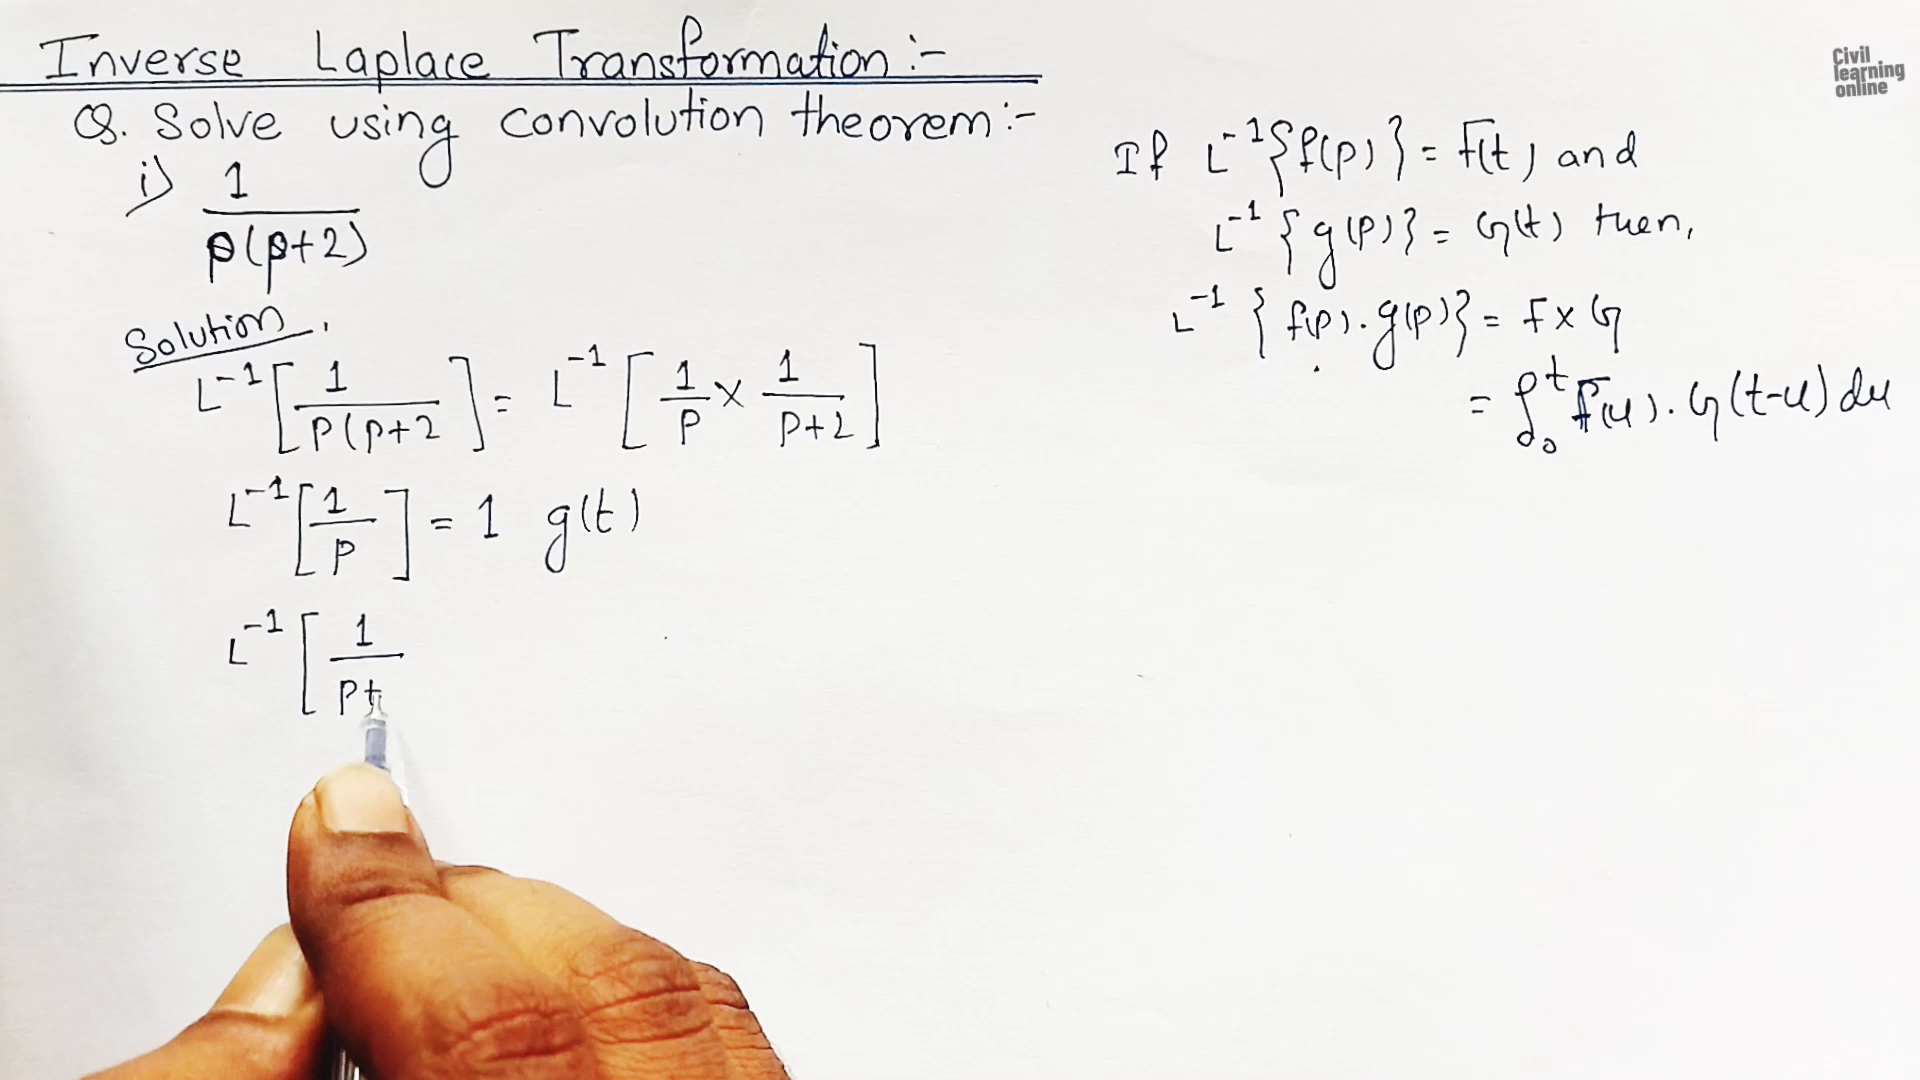 Inverse Laplace Transformation :-
Q. Solve using convolution theorem :-
i) 1
p(p+2)
Solution.
L⁻¹[1/P(P+2] = L⁻¹[1/P × 1/P+2]
L⁻¹[1/P] = 1 g(t)
L⁻¹[1/P+
If L⁻¹{f(p)} = F(t) and
L⁻¹{g(p)} = G(t) then,
L⁻¹{f(p).g(p)} = F × G
= ∫₀ᵗ F(u). G(t-u) du
Civil
learning
online